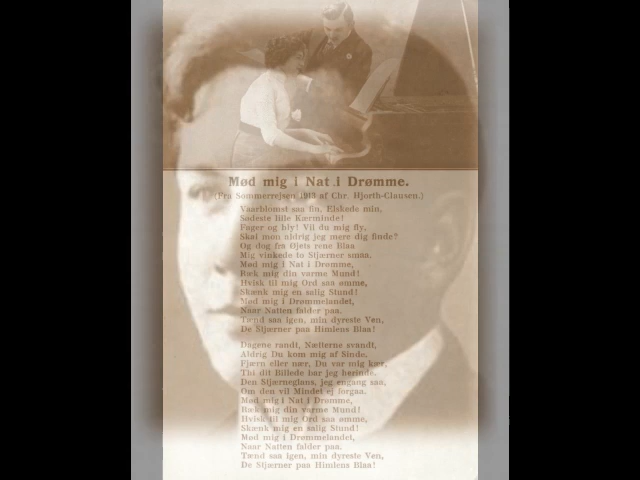 Mød mig i Nat i Drømme.
(Fra Sommerrejsen 1913 af Chr. Hjorth-Clausen.)
Vaarblomst saa fin, Elskede min,
Sødeste lille Kærminde!
Fager og bly! Vil du mig fly,
Skal mon aldrig jeg mere dig finde?
Og dog fra Øjets rene Blaa
Mig vinkede to Stjærner smaa.
Mød mig i Nat i Drømme,
Ræk mig din varme Mund!
Hvisk til mig Ord saa ømme,
Skænk mig en salig Stund!
Mød mig i Drømmelandet,
Naar Natten falder paa.
Tænd saa igen, min dyreste Ven,
De Stjærner paa Himlens Blaa!
Dagene randt, Nætterne svandt,
Aldrig Du kom mig af Sinde.
Fjærn eller nær, Du var mig kær,
Thi dit Billede bar jeg herinde.
Den Stjærneglans, jeg engang saa,
Om den vil Mindet ej forgaa.
Mød mig i Nat i Drømme,
Ræk mig din varme Mund!
Hvisk til mig Ord saa ømme,
Skænk mig en salig Stund!
Mød mig i Drømmelandet,
Naar Natten falder paa.
Tænd saa igen, min dyreste Ven,
De Stjærner paa Himlens Blaa!